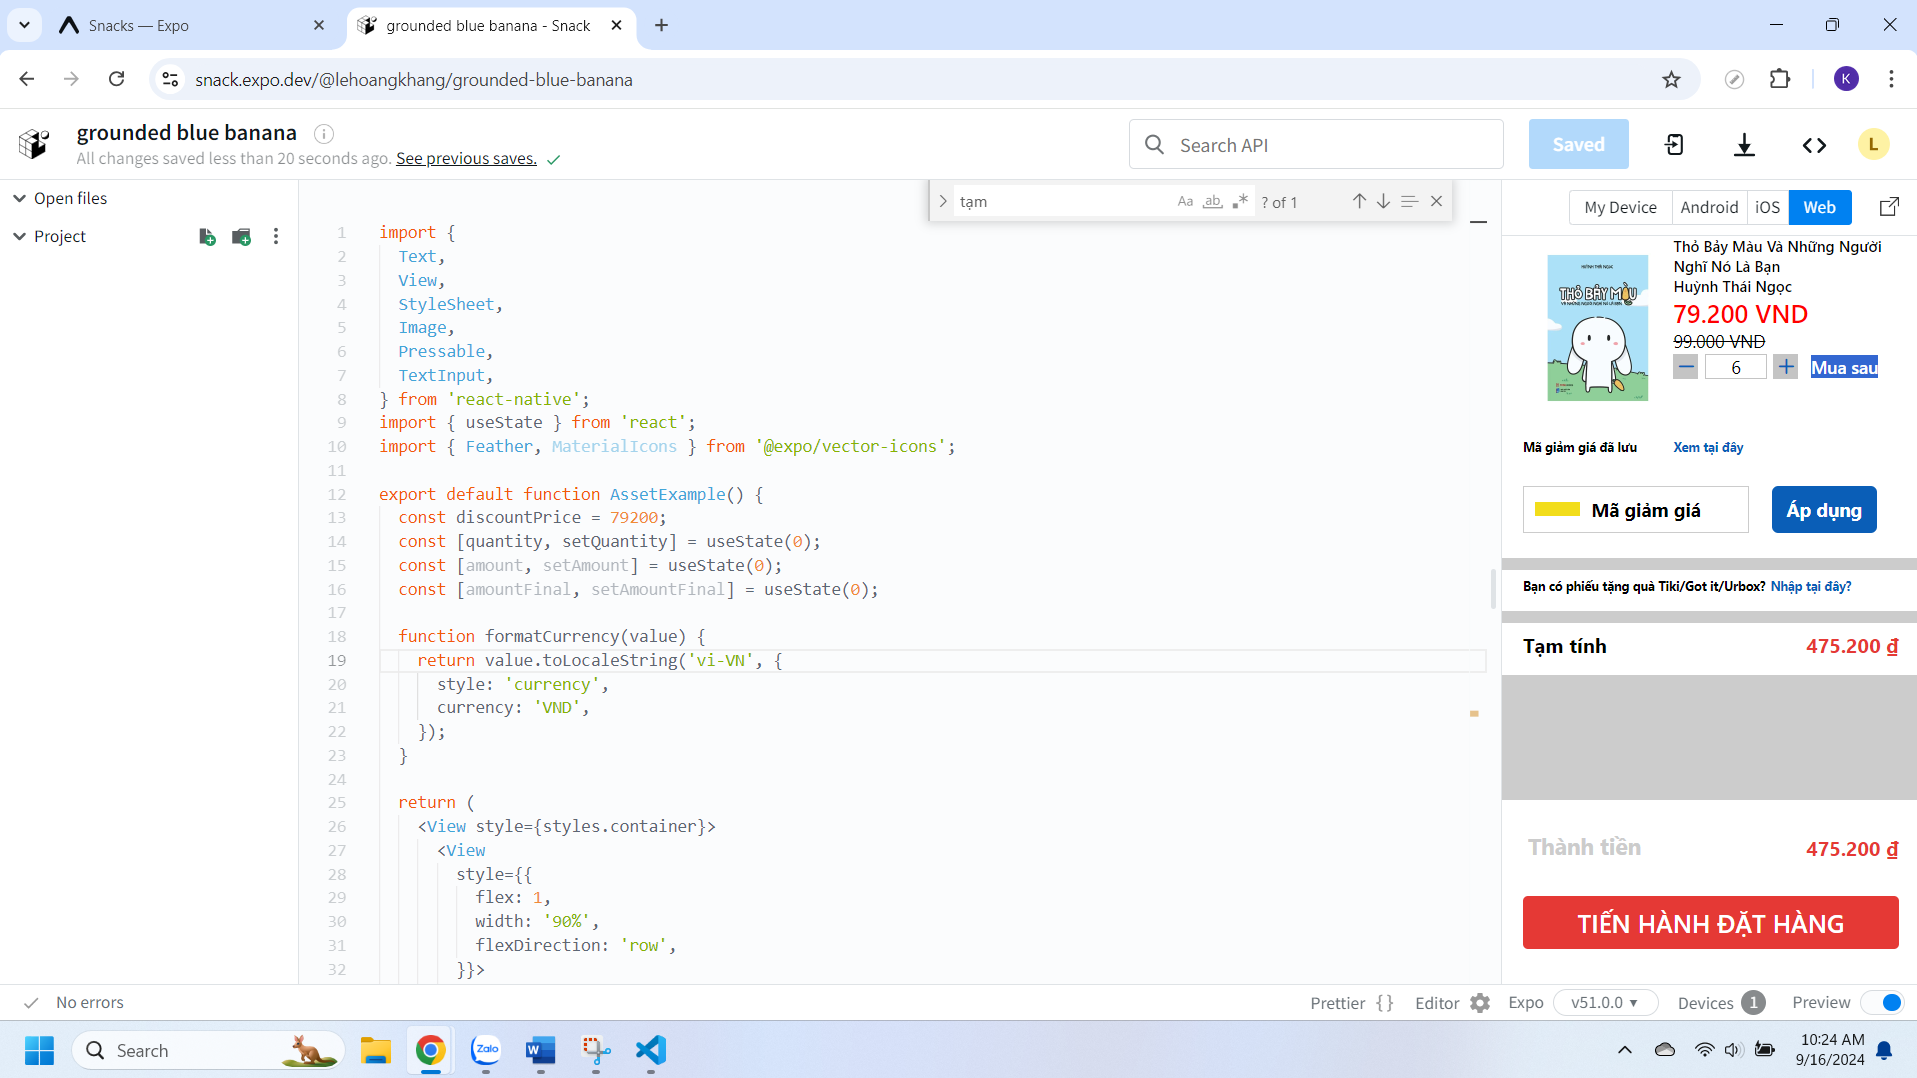 Snacks — Expo
grounded blue banana - Snack
snack.expo.dev/@lehoangkhang/grounded-blue-banana
K
grounded blue banana
All changes saved less than 20 seconds ago. See previous saves.
Search API
Saved
L
Open files
Project
tạm
Aa ab
? of 1
1 import {
2 Text,
3 View,
4 StyleSheet,
5 Image,
6 Pressable,
7 TextInput,
8 } from 'react-native';
9 import { useState } from 'react';
10 import { Feather, MaterialIcons } from '@expo/vector-icons';
11
12 export default function AssetExample() {
13 const discountPrice = 79200;
14 const [quantity, setQuantity] = useState(0);
15 const [amount, setAmount] = useState(0);
16 const [amountFinal, setAmountFinal] = useState(0);
17
18 function formatCurrency(value) {
19 return value.toLocaleString('vi-VN', {
20 style: 'currency',
21 currency: 'VND',
22 });
23 }
24
25 return (
26 <View style={styles.container}>
27 <View
28 style={{
29 flex: 1,
30 width: '90%',
31 flexDirection: 'row',
32 }}>
My Device Android iOS Web
HUỲNH THÁI NGỌC
THỎ BẢY MÀU
Thỏ Bảy Màu Và Những Người
Nghĩ Nó Là Bạn
Huỳnh Thái Ngọc
79.200 VND
99.000 VND
6
Mua sau
Mã giảm giá đã lưu Xem tại đây
Mã giảm giá
Áp dụng
Bạn có phiếu tặng quà Tiki/Got it/Urbox? Nhập tại đây?
Tạm tính 475.200 ₫
Thành tiền 475.200 ₫
TIẾN HÀNH ĐẶT HÀNG
No errors
Prettier { } Editor Expo v51.0.0 Devices 1 Preview
Search
Zalo
W
10:24 AM
9/16/2024